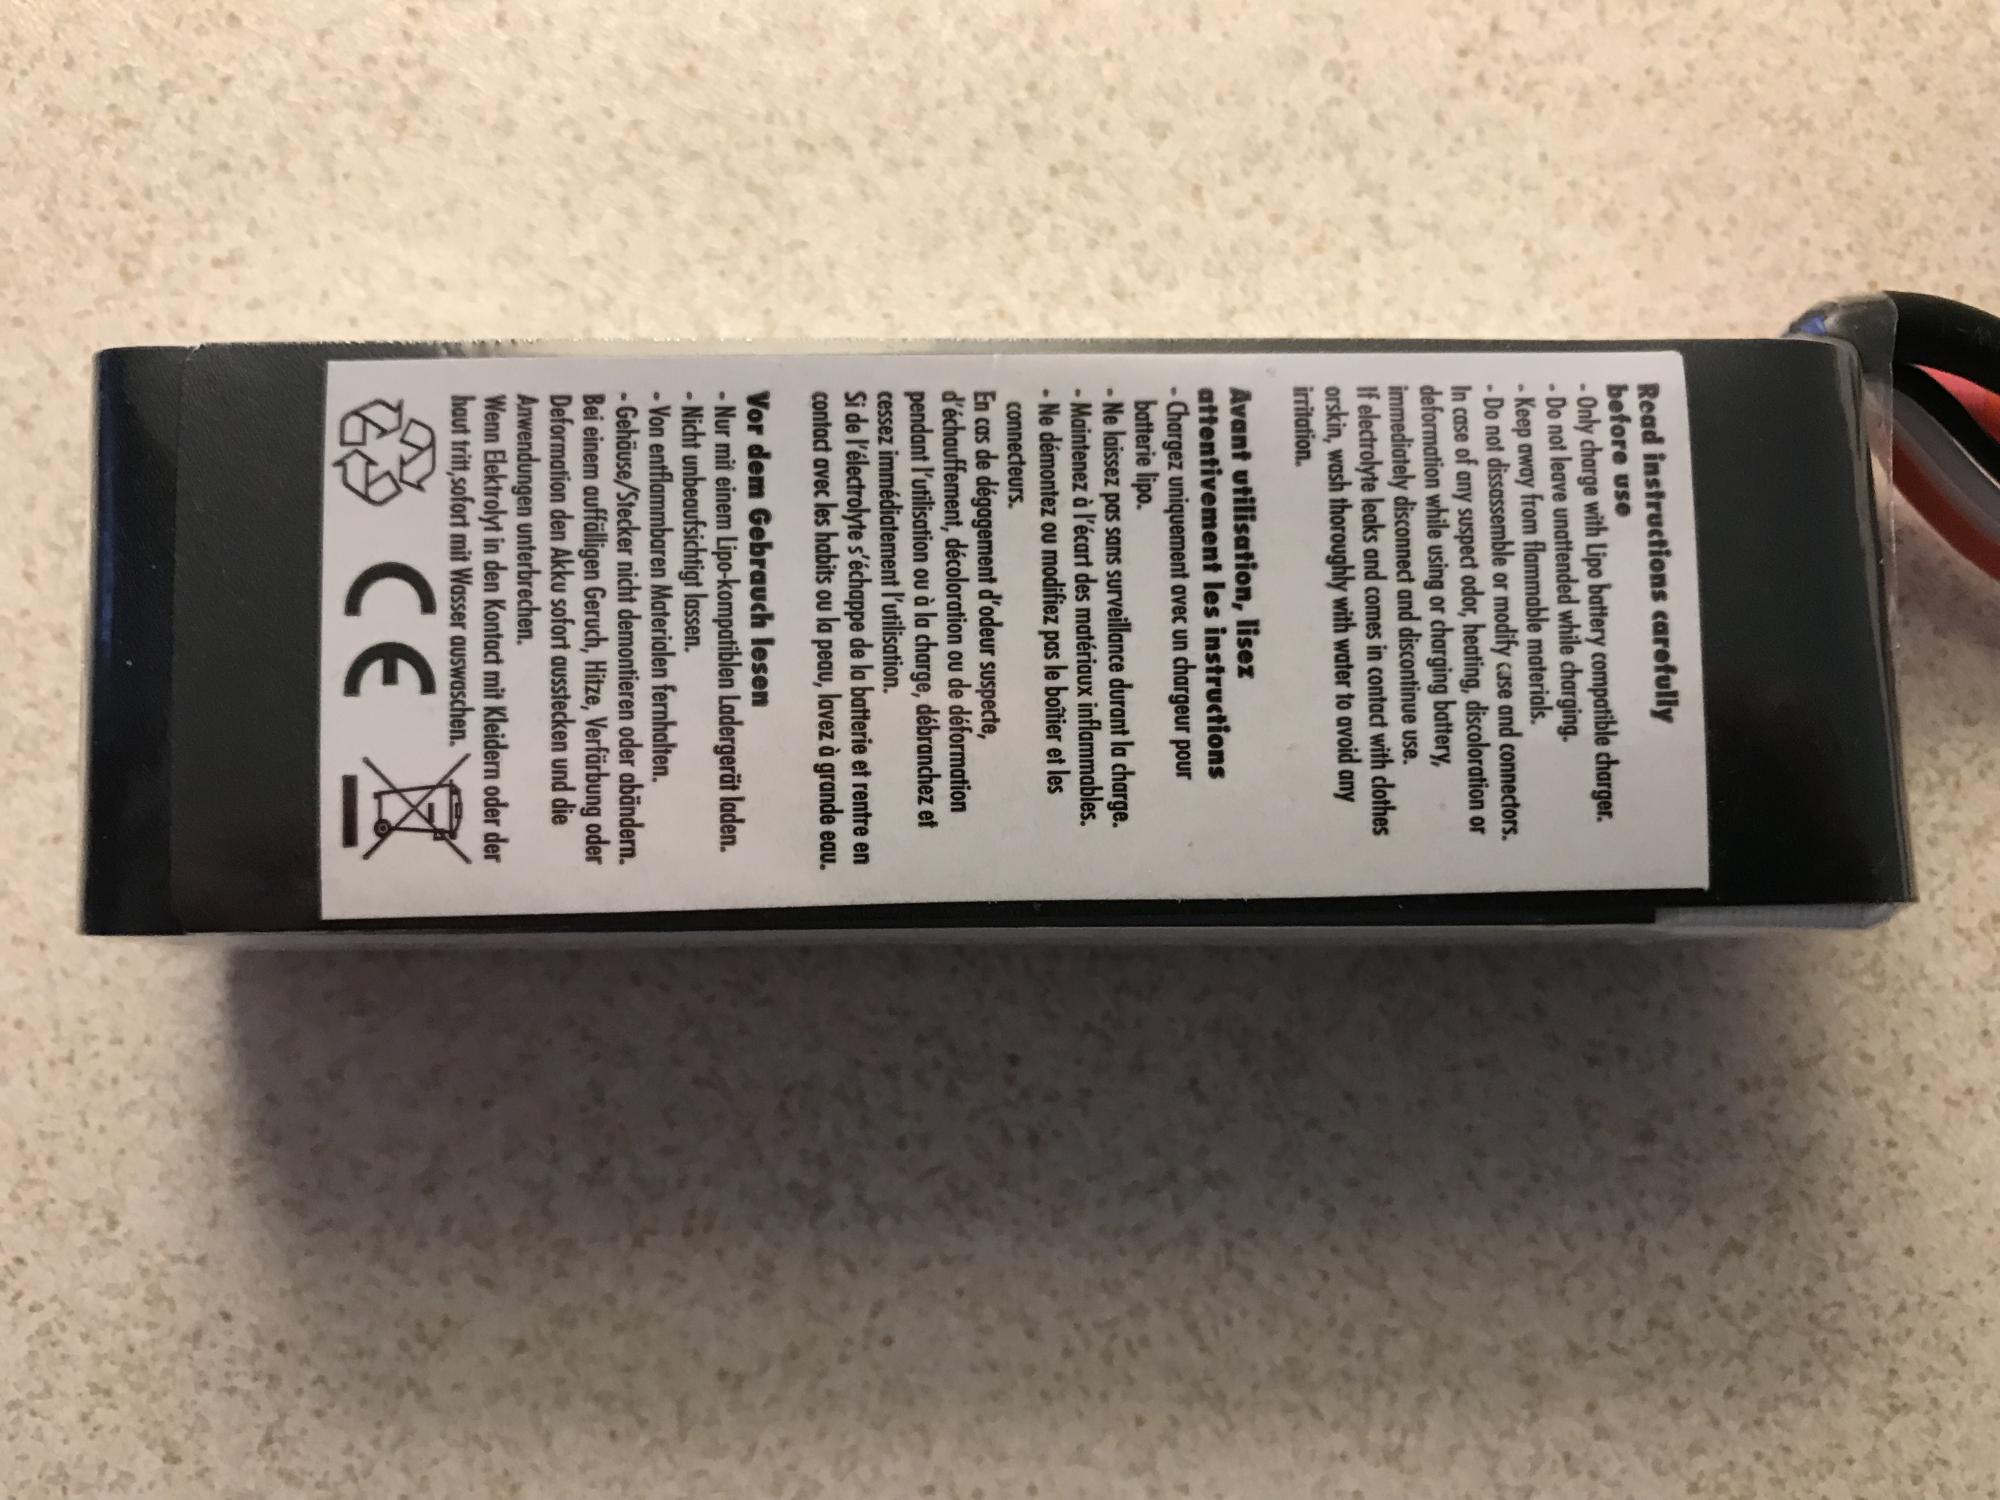 Read instructions carefully
before use
- Only charge with Lipo battery compatible charger.
- Do not leave unattended while charging.
- Keep away from flammable materials.
- Do not dissasemble or modify case and connectors.
In case of any suspect odor, heating, discoloration or
deformation while using or charging battery,
immediately disconnect and discontinue use.
If electrolyte leaks and comes in contact with clothes
orskin, wash thoroughly with water to avoid any
irritation.
Avant utilisation, lisez
attentivement les instructions
- Chargez uniquement avec un chargeur pour
batterie lipo.
- Ne laissez pas sans surveillance durant la charge.
- Maintenez à l'écart des matériaux inflammables.
- Ne démontez ou modifiez pas le boîtier et les
connecteurs.
En cas de dégagement d'odeur suspecte,
d'échauffement, décoloration ou de déformation
pendant l'utilisation ou à la charge, débranchez et
cessez immédiatement l'utilisation.
Si de l'électrolyte s'échappe de la batterie et rentre en
contact avec les habits ou la peau, lavez à grande eau.
Vor dem Gebrauch lesen
- Nur mit einem Lipo-kompatiblen Ladergerät laden.
- Nicht unbeaufsichtigt lassen.
- Von entflammbaren Materialen fernhalten.
- Gehäuse/Stecker nicht demontieren oder abändern.
Bei einem auffälligen Geruch, Hitze, Verfärbung oder
Deformation den Akku sofort ausstecken und die
Anwendungen unterbrechen.
Wenn Elektrolyt in den Kontact mit Kleidern oder der
haut tritt,sofort mit Wasser auswaschen.
CE